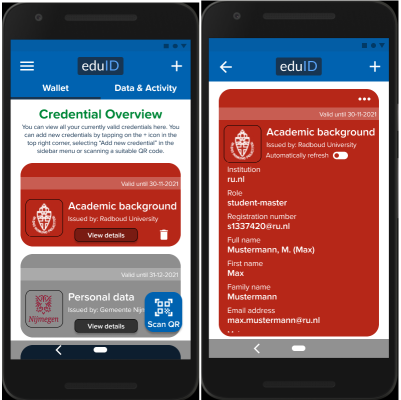 eduID
Wallet
Data & Activity
Credential Overview
You can view all your currently valid credentials here. You
can add new credentials by tapping on the + icon in the
top right corner, selecting "Add new credential" in the
sidebar menu or scanning a suitable QR code.
Valid until 30-11-2021
Academic background
Issued by: Radboud University
View details
Valid until 31-12-2021
Nijmegen
Personal data
Issued by: Gemeente Nijm
View details
Scan QR
eduID
Valid until 30-11-2021
Academic background
Issued by: Radboud University
Automatically refresh
Institution
ru.nl
Role
student-master
Registration number
s1337420@ru.nl
Full name
Mustermann, M. (Max)
First name
Max
Family name
Mustermann
Email address
max.mustermann@ru.nl